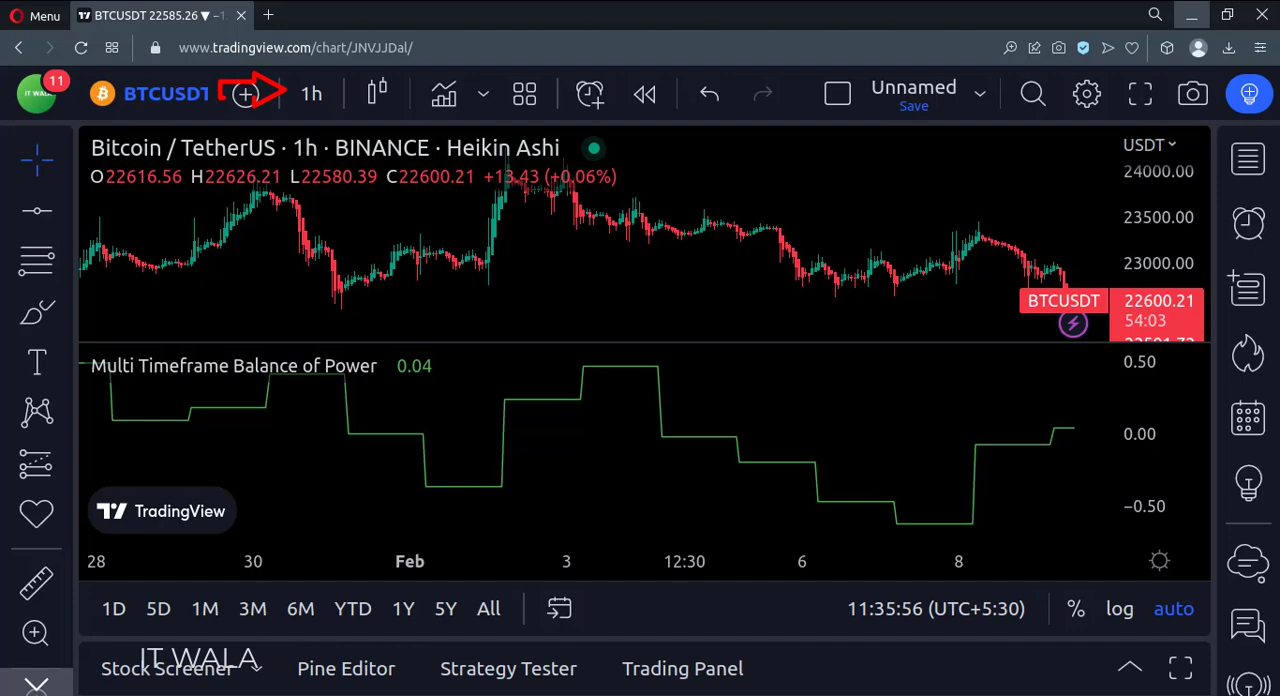 Menu
BTCUSDT 22585.26 ▼ −1
www.tradingview.com/chart/JNVJJDal/
IT WALA
11
BTCUSDT
1h
Unnamed
Save
Bitcoin / TetherUS · 1h · BINANCE · Heikin Ashi
O22616.56 H22626.21 L22580.39 C22600.21 +13.43 (+0.06%)
USDT
24000.00
23500.00
23000.00
BTCUSDT 22600.21
54:03
Multi Timeframe Balance of Power 0.04
0.50
0.00
−0.50
TradingView
28 30 Feb 3 12:30 6 8
1D 5D 1M 3M 6M YTD 1Y 5Y All
11:35:56 (UTC+5:30) % log auto
IT WALA
Stock Screener Pine Editor Strategy Tester Trading Panel